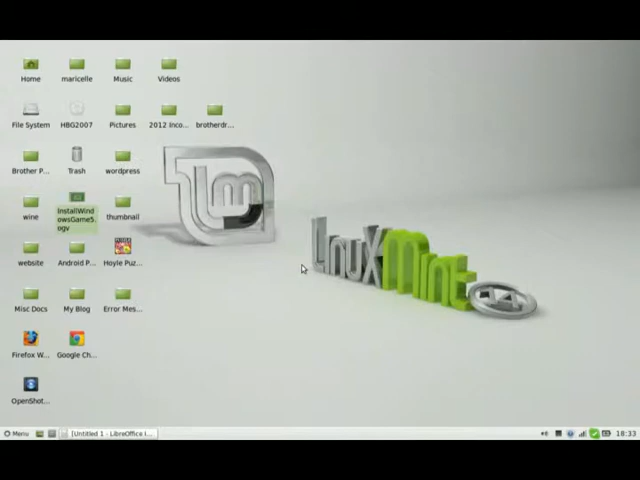 Home
maricelle
Music
Videos
File System
HBG2007
Pictures
2012 Inco...
brotherdr...
Brother P...
Trash
wordpress
wine
InstallWind
owsGame5.
ogv
thumbnail
website
Android P...
Hoyle Puz...
Misc Docs
My Blog
Error Mes...
Firefox W...
Google Ch...
OpenShot...
LinuxMint
14
Menu
[Untitled 1 - LibreOffice I...
18:33